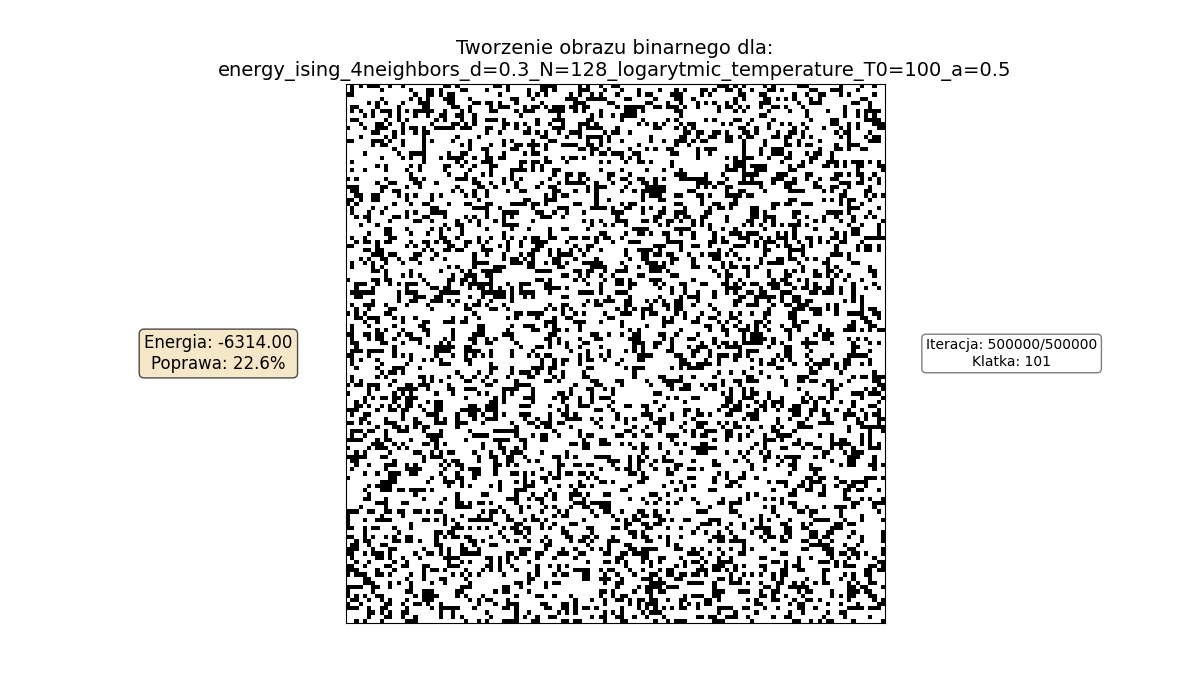 Tworzenie obrazu binarnego dla:
energy_ising_4neighbors_d=0.3_N=128_logarytmic_temperature_T0=100_a=0.5
Energia: -6314.00
Poprawa: 22.6%
Iteracja: 500000/500000
Klatka: 101